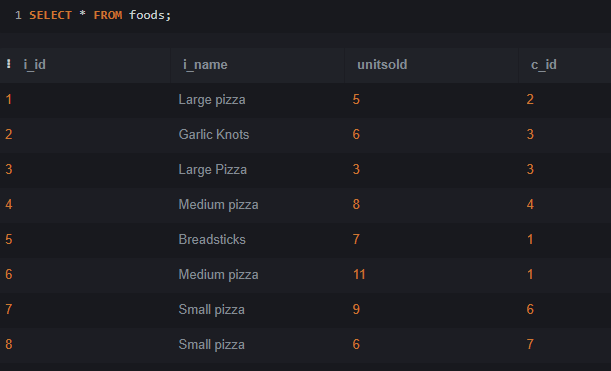 1 SELECT * FROM foods;
⁝ i_id i_name unitsold c_id
1 Large pizza 5 2
2 Garlic Knots 6 3
3 Large Pizza 3 3
4 Medium pizza 8 4
5 Breadsticks 7 1
6 Medium pizza 11 1
7 Small pizza 9 6
8 Small pizza 6 7